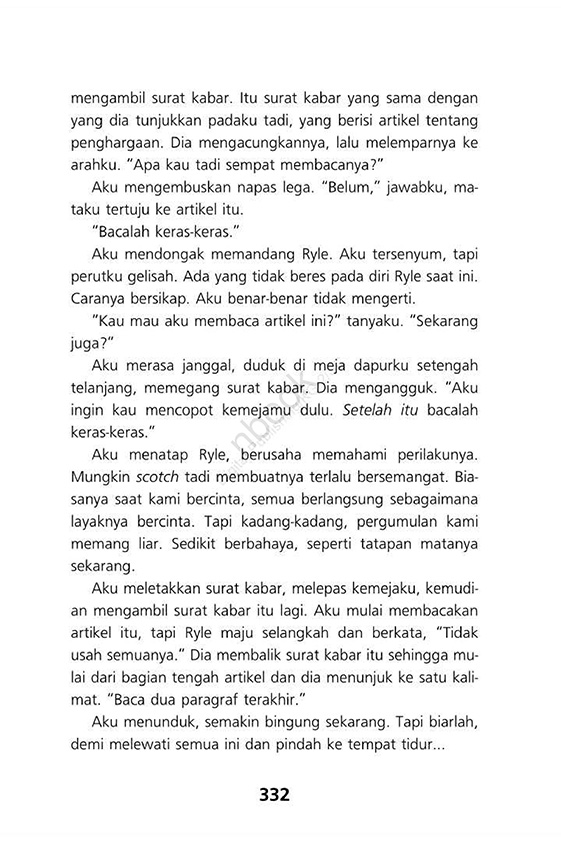 mengambil surat kabar. Itu surat kabar yang sama dengan
yang dia tunjukkan padaku tadi, yang berisi artikel tentang
penghargaan. Dia mengacungkannya, lalu melemparnya ke
arahku. “Apa kau tadi sempat membacanya?”
Aku mengembuskan napas lega. “Belum,” jawabku, ma-
taku tertuju ke artikel itu.
“Bacalah keras-keras.”
Aku mendongak memandang Ryle. Aku tersenyum, tapi
perutku gelisah. Ada yang tidak beres pada diri Ryle saat ini.
Caranya bersikap. Aku benar-benar tidak mengerti.
“Kau mau aku membaca artikel ini?” tanyaku. “Sekarang
juga?”
Aku merasa janggal, duduk di meja dapurku setengah
telanjang, memegang surat kabar. Dia mengangguk. “Aku
ingin kau mencopot kemejamu dulu. Setelah itu bacalah
keras-keras.”
Aku menatap Ryle, berusaha memahami perilakunya.
Mungkin scotch tadi membuatnya terlalu bersemangat. Bia-
sanya saat kami bercinta, semua berlangsung sebagaimana
layaknya bercinta. Tapi kadang-kadang, pergumulan kami
memang liar. Sedikit berbahaya, seperti tatapan matanya
sekarang.
Aku meletakkan surat kabar, melepas kemejaku, kemudi-
an mengambil surat kabar itu lagi. Aku mulai membacakan
artikel itu, tapi Ryle maju selangkah dan berkata, “Tidak
usah semuanya.” Dia membalik surat kabar itu sehingga mu-
lai dari bagian tengah artikel dan dia menunjuk ke satu kali-
mat. “Baca dua paragraf terakhir.”
Aku menunduk, semakin bingung sekarang. Tapi biarlah,
demi melewati semua ini dan pindah ke tempat tidur...
332